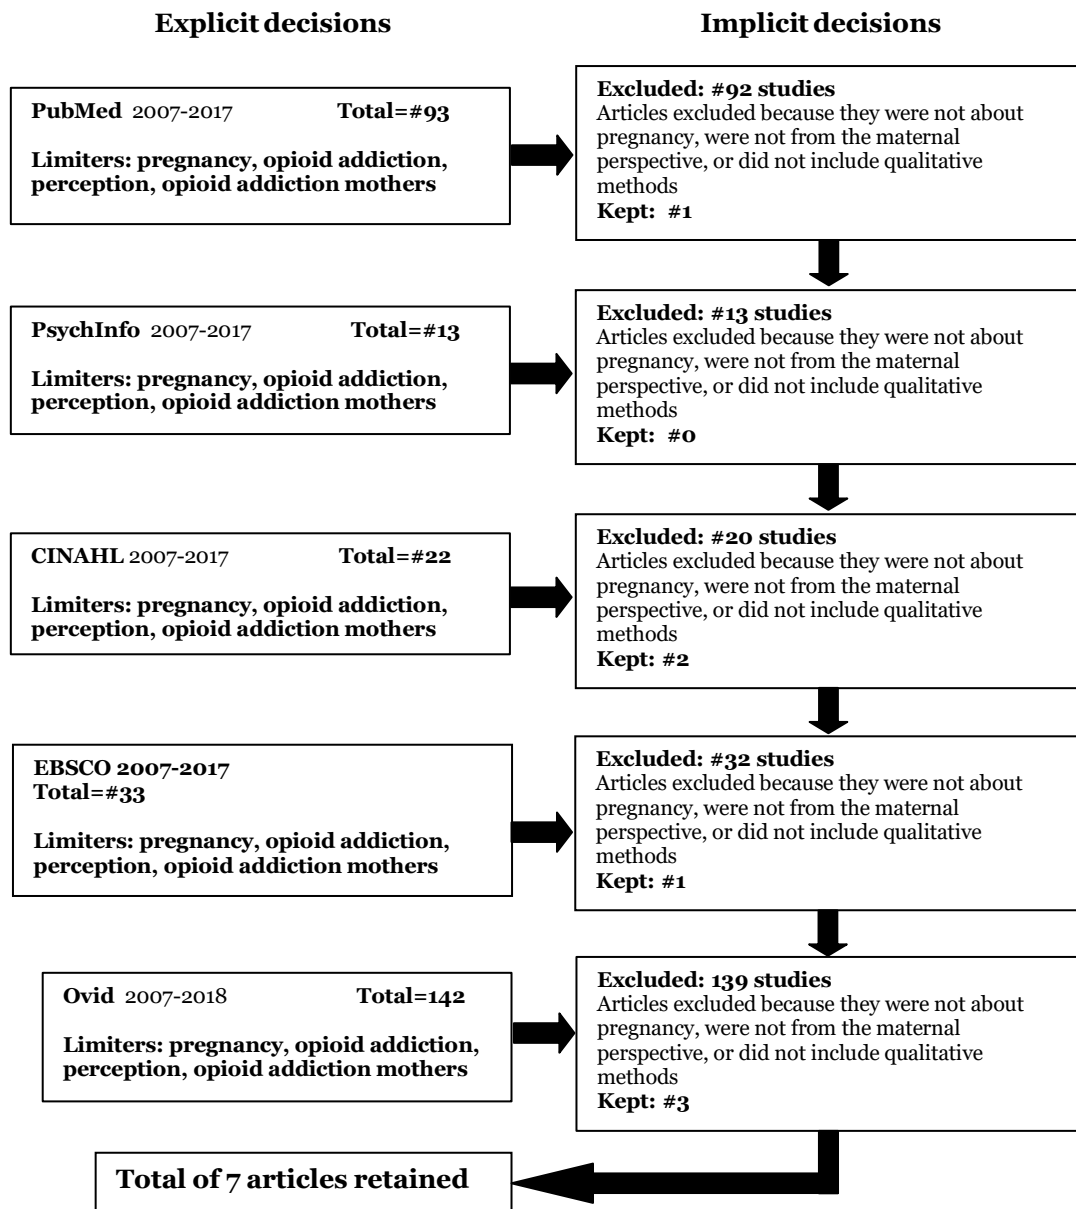 Explicit decisions
Implicit decisions
PubMed 2007-2017 Total=#93
Limiters: pregnancy, opioid addiction,
perception, opioid addiction mothers
Excluded: #92 studies
Articles excluded because they were not about
pregnancy, were not from the maternal
perspective, or did not include qualitative
methods
Kept: #1
PsychInfo 2007-2017 Total=#13
Limiters: pregnancy, opioid addiction,
perception, opioid addiction mothers
Excluded: #13 studies
Articles excluded because they were not about
pregnancy, were not from the maternal
perspective, or did not include qualitative
methods
Kept: #0
CINAHL 2007-2017 Total=#22
Limiters: pregnancy, opioid addiction,
perception, opioid addiction mothers
Excluded: #20 studies
Articles excluded because they were not about
pregnancy, were not from the maternal
perspective, or did not include qualitative
methods
Kept: #2
EBSCO 2007-2017
Total=#33
Limiters: pregnancy, opioid addiction,
perception, opioid addiction mothers
Excluded: #32 studies
Articles excluded because they were not about
pregnancy, were not from the maternal
perspective, or did not include qualitative
methods
Kept: #1
Ovid 2007-2018 Total=142
Limiters: pregnancy, opioid addiction,
perception, opioid addiction mothers
Excluded: 139 studies
Articles excluded because they were not about
pregnancy, were not from the maternal
perspective, or did not include qualitative
methods
Kept: #3
Total of 7 articles retained